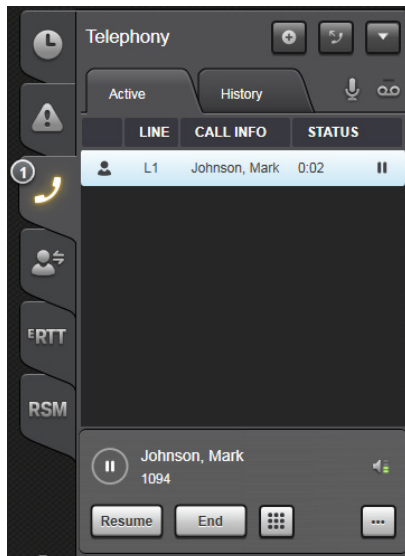 Telephony
Active History
LINE CALL INFO STATUS
L1 Johnson, Mark 0:02
1
ERTT
RSM
Johnson, Mark
1094
Resume End